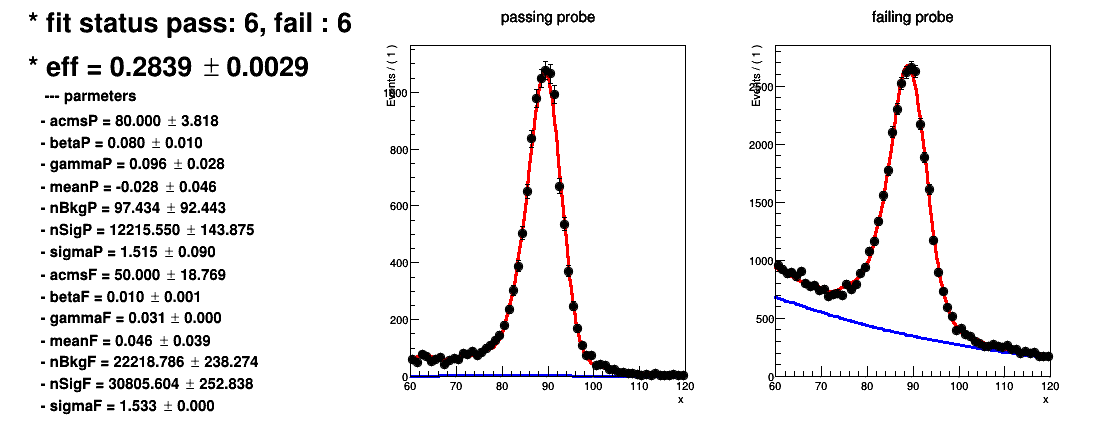 * fit status pass: 6, fail : 6
* eff = 0.2839 ± 0.0029
--- parmeters
- acmsP = 80.000 ± 3.818
- betaP = 0.080 ± 0.010
- gammaP = 0.096 ± 0.028
- meanP = -0.028 ± 0.046
- nBkgP = 97.434 ± 92.443
- nSigP = 12215.550 ± 143.875
- sigmaP = 1.515 ± 0.090
- acmsF = 50.000 ± 18.769
- betaF = 0.010 ± 0.001
- gammaF = 0.031 ± 0.000
- meanF = 0.046 ± 0.039
- nBkgF = 22218.786 ± 238.274
- nSigF = 30805.604 ± 252.838
- sigmaF = 1.533 ± 0.000
passing probe
Events / ( 1 )
1000
800
600
400
200
0
60 70 80 90 100 110 120
x
failing probe
Events / ( 1 )
2500
2000
1500
1000
500
0
60 70 80 90 100 110 120
x